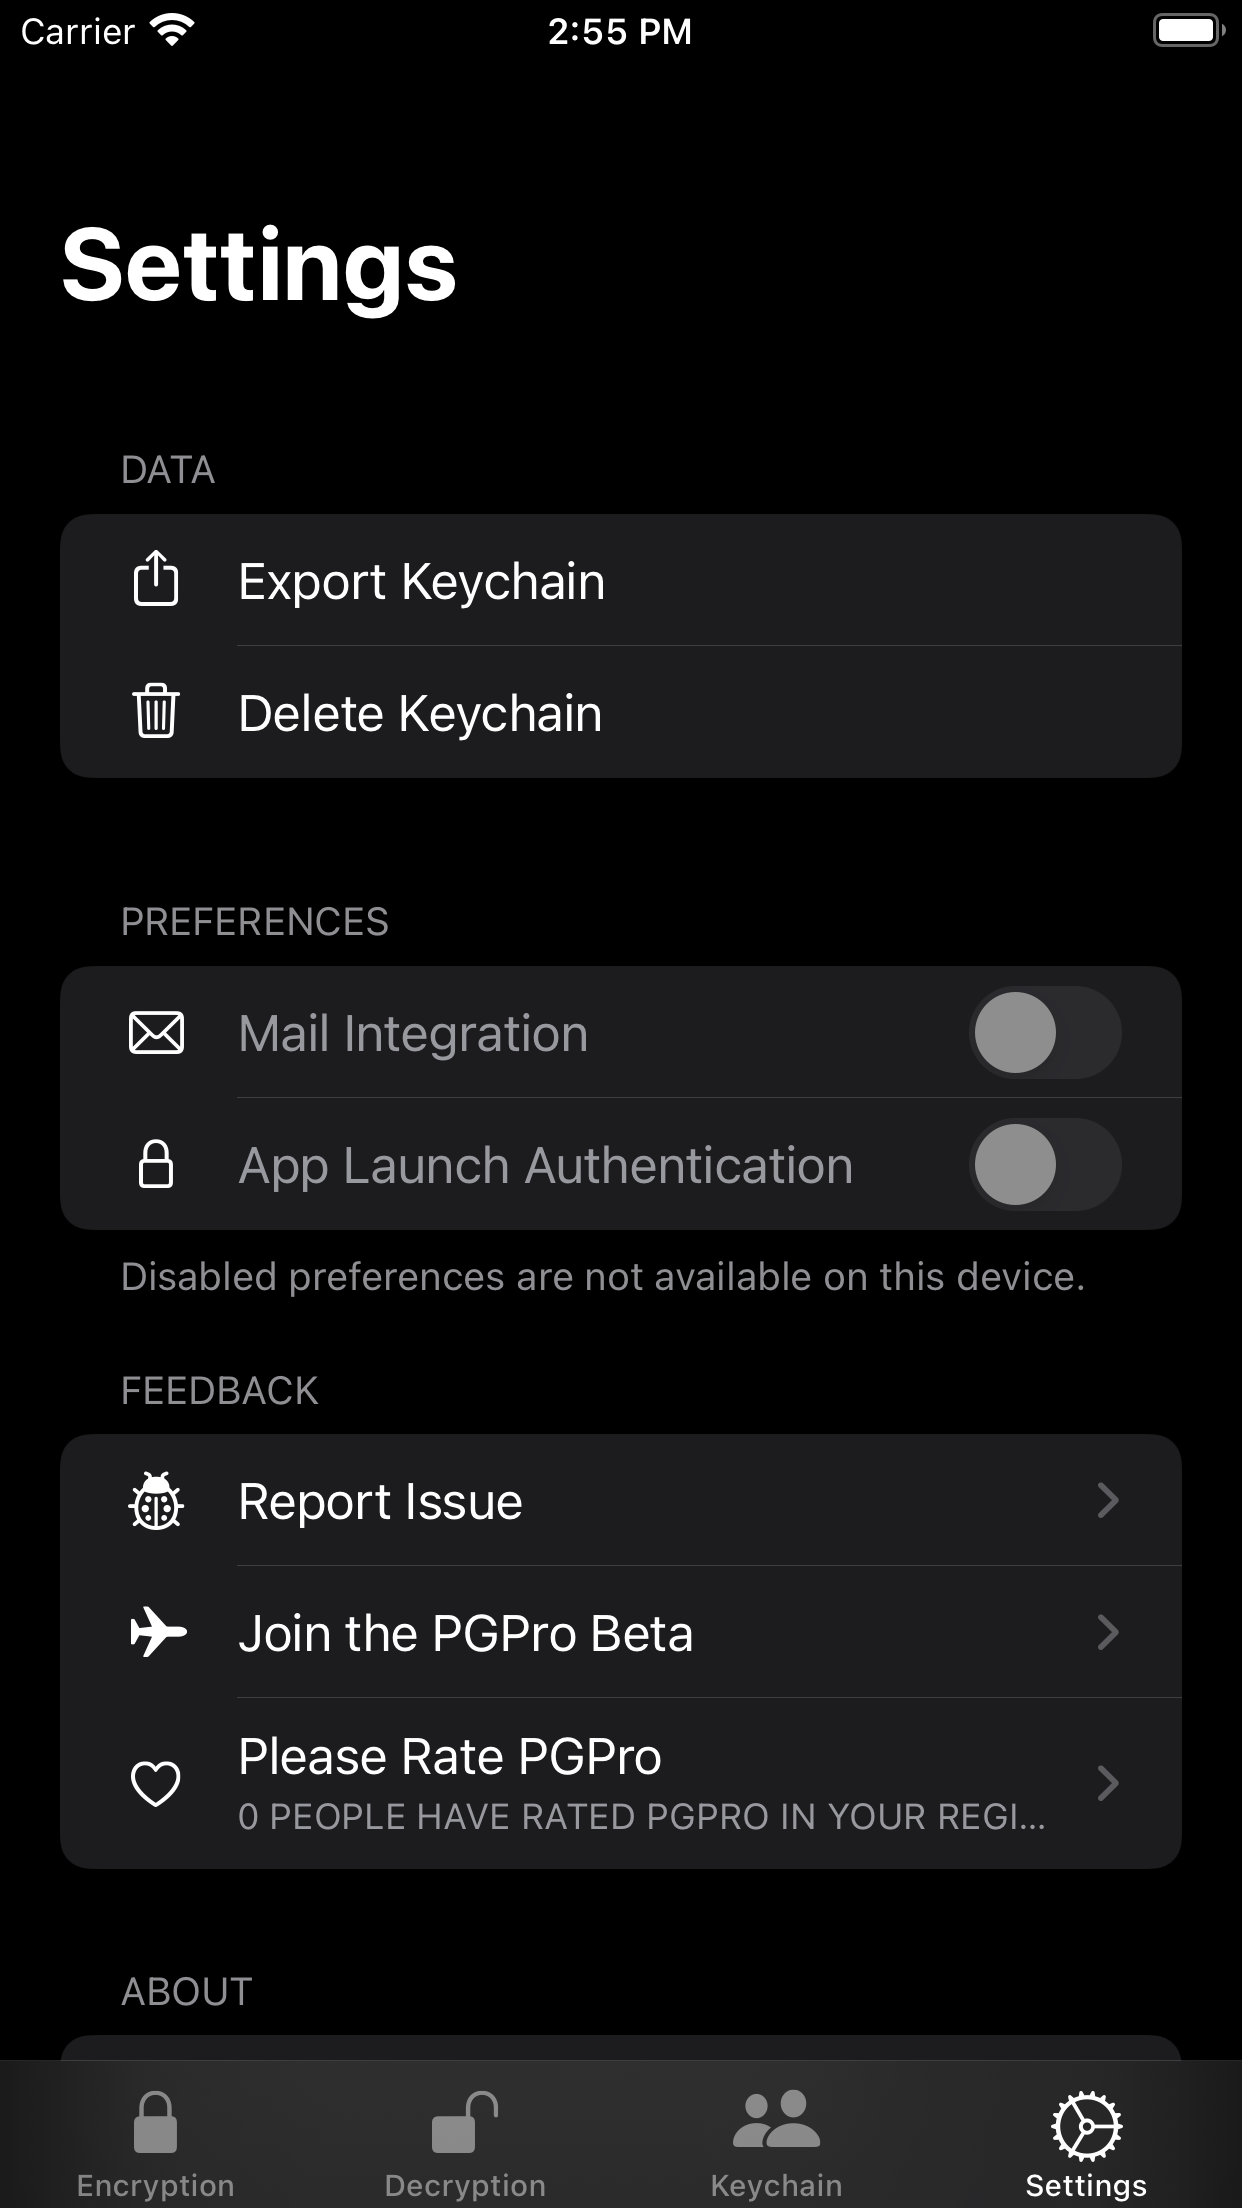 Carrier
2:55 PM
Settings
DATA
Export Keychain
Delete Keychain
PREFERENCES
Mail Integration
App Launch Authentication
Disabled preferences are not available on this device.
FEEDBACK
Report Issue
Join the PGPro Beta
Please Rate PGPro
0 PEOPLE HAVE RATED PGPRO IN YOUR REGI...
ABOUT
Encryption
Decryption
Keychain
Settings